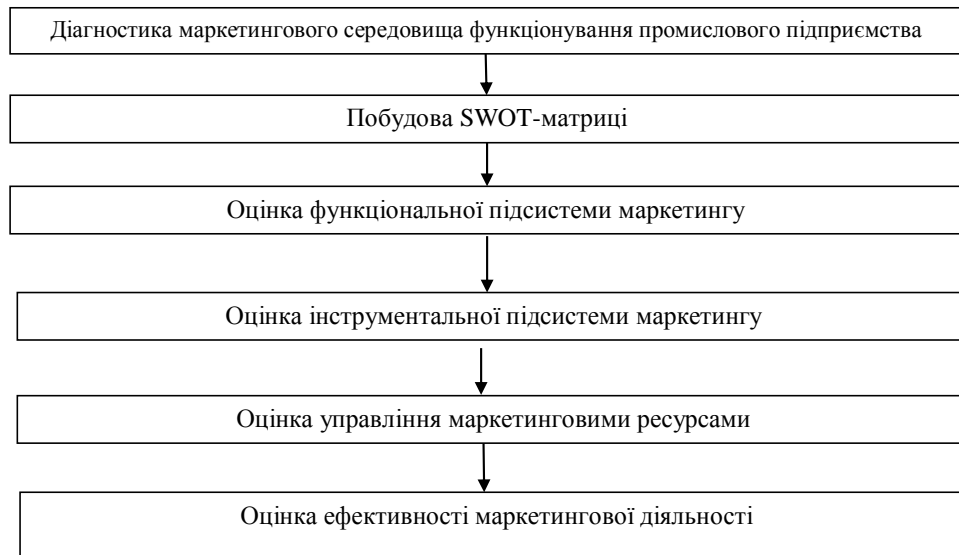 Діагностика маркетингового середовища функціонування промислового підприємства
Побудова SWOT-матриці
Оцінка функціональної підсистеми маркетингу
Оцінка інструментальної підсистеми маркетингу
Оцінка управління маркетинговими ресурсами
Оцінка ефективності маркетингової діяльності